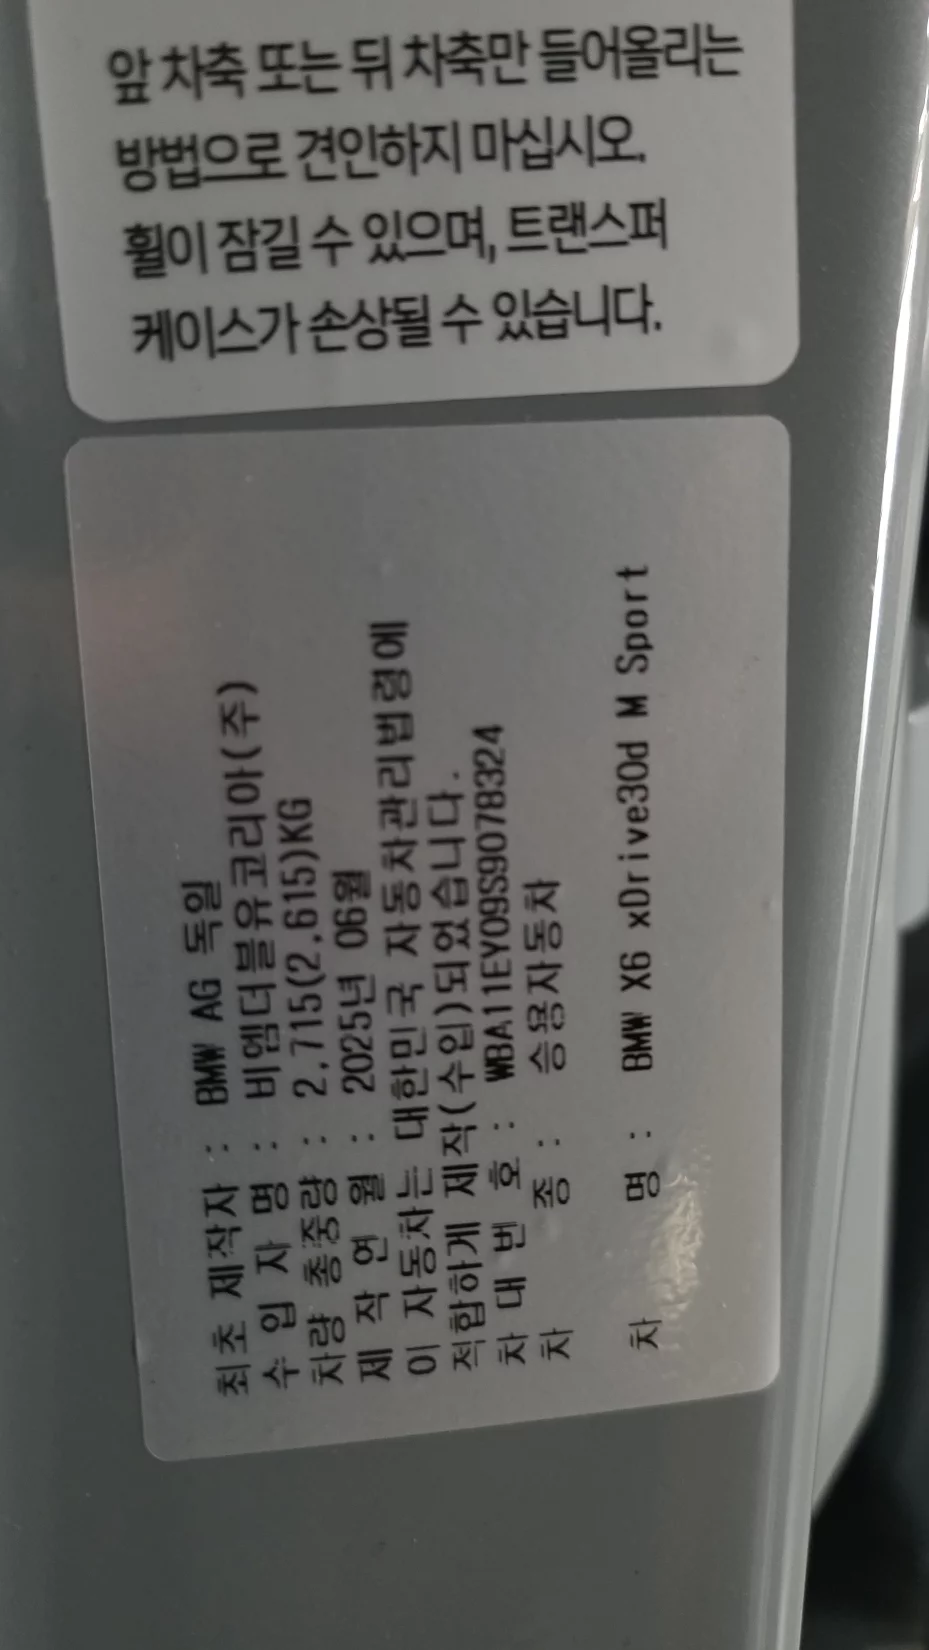 앞 차축 또는 뒤 차축만 들어올리는
방법으로 견인하지 마십시오.
휠이 잠길 수 있으며, 트랜스퍼
케이스가 손상될 수 있습니다.
최초 제작자 : BMW AG 독일
수 입 자 명 : 비엠더블유코리아(주)
차량 총중량 : 2,715(2,615)KG
제 작 연 월 : 2025년 06월
이 자동차는 대한민국 자동차관리법령에
적합하게 제작(수입)되었습니다.
차 대 번 호 : WBA11EY09S9078324
차 종 : 승용자동차
차 명 : BMW X6 xDrive30d M Sport